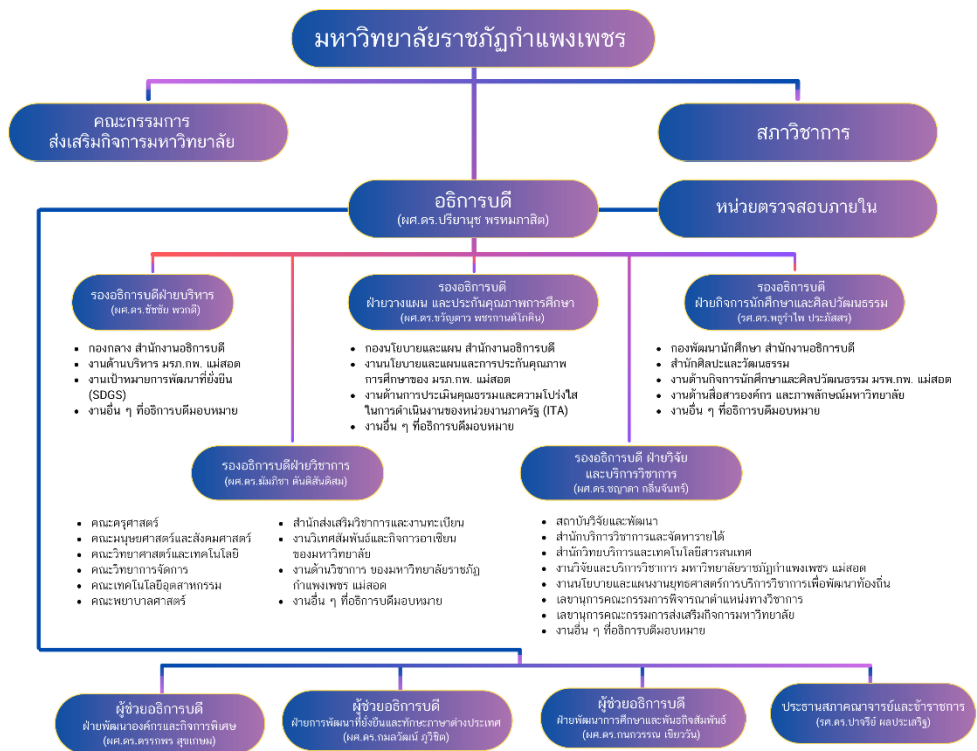 มหาวิทยาลัยราชภัฏกำแพงเพชร
คณะกรรมการ
ส่งเสริมกิจการมหาวิทยาลัย
สภาวิชาการ
อธิการบดี
(ผศ.ดร.ปรียานุช พรหมภาสิต)
หน่วยตรวจสอบภายใน
รองอธิการบดีฝ่ายบริหาร
(ผศ.ดร.ชัชชัย พวกดี)
• กองกลาง สำนักงานอธิการบดี
• งานด้านบริหาร มรภ.กพ. แม่สอด
• งานเป้าหมายการพัฒนาที่ยั่งยืน
(SDGS)
รองอธิการบดี
ฝ่ายวางแผน และประกันคุณภาพการศึกษา
(ผศ.ดร.ขวัญดาว พชรกานต์โภคิน)
• กองนโยบายและแผน สำนักงานอธิการบดี
• งานนโยบายและแผนและการประกันคุณภาพ
การศึกษาของ มรภ.กพ. แม่สอด
• งานด้านการประเมินคุณธรรมและความโปร่งใส
ในการดำเนินงานของหน่วยงานภาครัฐ (ITA)
• งานอื่น ๆ ที่อธิการบดีมอบหมาย
รองอธิการบดี
ฝ่ายกิจการนักศึกษาและศิลปวัฒนธรรม
(รศ.ดร.พธูรำไพ ประภัสสร)
• กองพัฒนานักศึกษา สำนักงานอธิการบดี
• สำนักศิลปะและวัฒนธรรม
• งานด้านกิจการนักศึกษาและศิลปวัฒนธรรม มรพ.กพ. แม่สอด
• งานด้านสื่อสารองค์กร และภาพลักษณ์มหาวิทยาลัย
• งานอื่น ๆ ที่อธิการบดีมอบหมาย
• งานอื่น ๆ ที่อธิการบดีมอบหมาย
รองอธิการบดีฝ่ายวิชาการ
(ผศ.ดร.ยัมภิชา ตันติสันติสม)
• คณะครุศาสตร์
• คณะมนุษยศาสตร์และสังคมศาสตร์
• คณะวิทยาศาสตร์และเทคโนโลยี
• คณะวิทยาการจัดการ
• คณะเทคโนโลยีอุตสาหกรรม
• คณะพยาบาลศาสตร์
• สำนักส่งเสริมวิชาการและงานทะเบียน
• งานวิเทศสัมพันธ์และกิจการอาเซียน
ของมหาวิทยาลัย
• งานด้านวิชาการ ของมหาวิทยาลัยราชภัฏ
กำแพงเพชร แม่สอด
• งานอื่น ๆ ที่อธิการบดีมอบหมาย
รองอธิการบดี ฝ่ายวิจัย
และบริการวิชาการ
(ผศ.ดร.ชญาดา กลิ่นจันทร์)
• สถาบันวิจัยและพัฒนา
• สำนักบริการวิชาการและจัดหารายได้
• สำนักวิทยบริการและเทคโนโลยีสารสนเทศ
• งานวิจัยและบริการวิชาการ มหาวิทยาลัยราชภัฏกำแพงเพชร แม่สอด
• งานนโยบายและแผนงานยุทธศาสตร์การบริการวิชาการเพื่อพัฒนาท้องถิ่น
• เลขานุการคณะกรรมการพิจารณาตำแหน่งทางวิชาการ
• เลขานุการคณะกรรมการส่งเสริมกิจการมหาวิทยาลัย
• งานอื่น ๆ ที่อธิการบดีมอบหมาย
ผู้ช่วยอธิการบดี
ฝ่ายพัฒนาองค์กรและกิจการพิเศษ
(ผศ.ดร.ดรรถพร สุขเกษม)
ผู้ช่วยอธิการบดี
ฝ่ายการพัฒนาที่ยั่งยืนและทักษะภาษาต่างประเทศ
(ผศ.ดร.กมลวัฒน์ ภูวิชิต)
ผู้ช่วยอธิการบดี
ฝ่ายพัฒนาการศึกษาและพันธกิจสัมพันธ์
(ผศ.ดร.กนกวรรณ เขียววัน)
ประธานสภาคณาจารย์และข้าราชการ
(รศ.ดร.ปาจรีย์ ผลประเสริฐ)